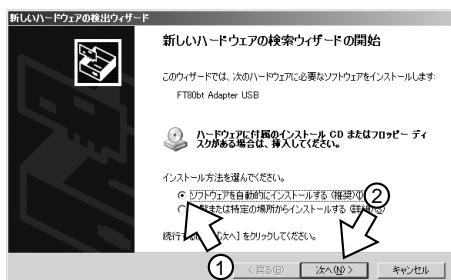 新しいハードウェアの検出ウィザード
新しいハードウェアの検索ウィザードの開始
このウィザードでは、次のハードウェアに必要なソフトウェアをインストールします:
FT80bt Adapter USB
ハードウェアに付属のインストール CD またはフロッピー ディ
スクがある場合は、挿入してください。
インストール方法を選んでください。
ソフトウェアを自動的にインストールする (推奨)(I)
または特定の場所からインストールする
②
続行するには、[次へ] をクリックしてください。
①
< 戻る(B)
次へ(N) >
キャンセル